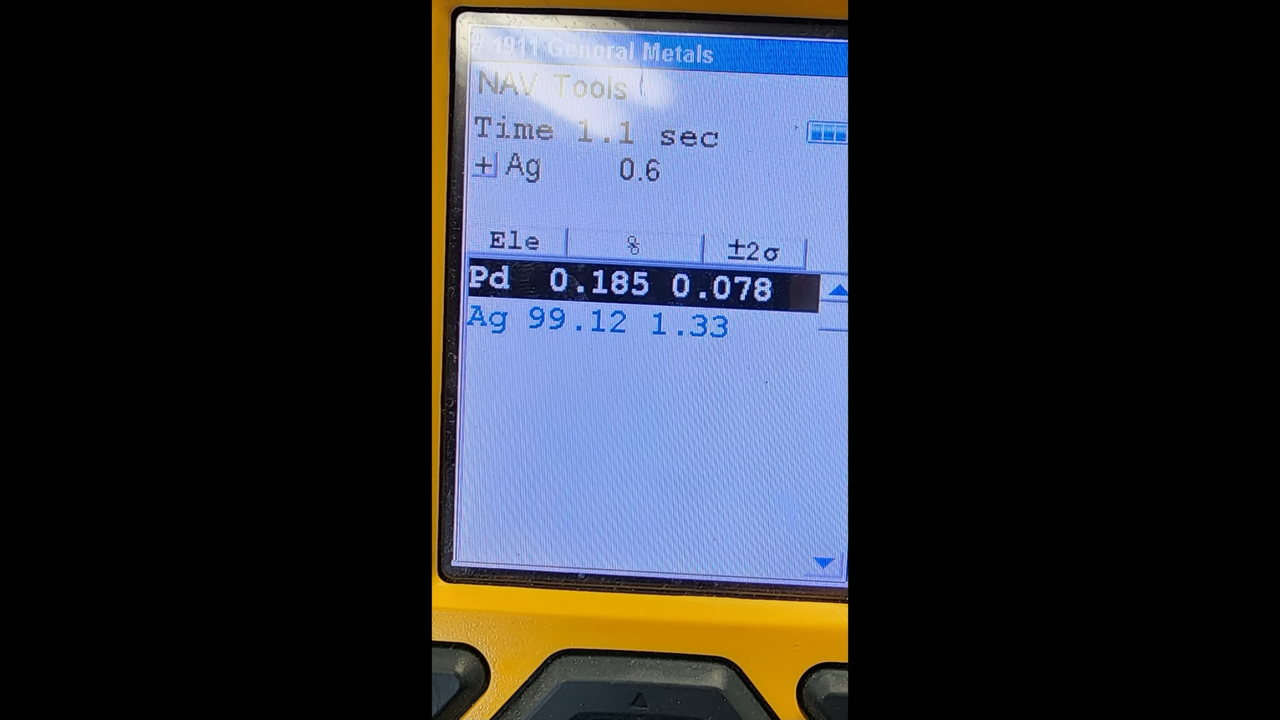 # 1911 General Metals
NAV Tools
Time 1.1 sec
+ Ag 0.6
Ele % ±2σ
Pd 0.185 0.078
Ag 99.12 1.33